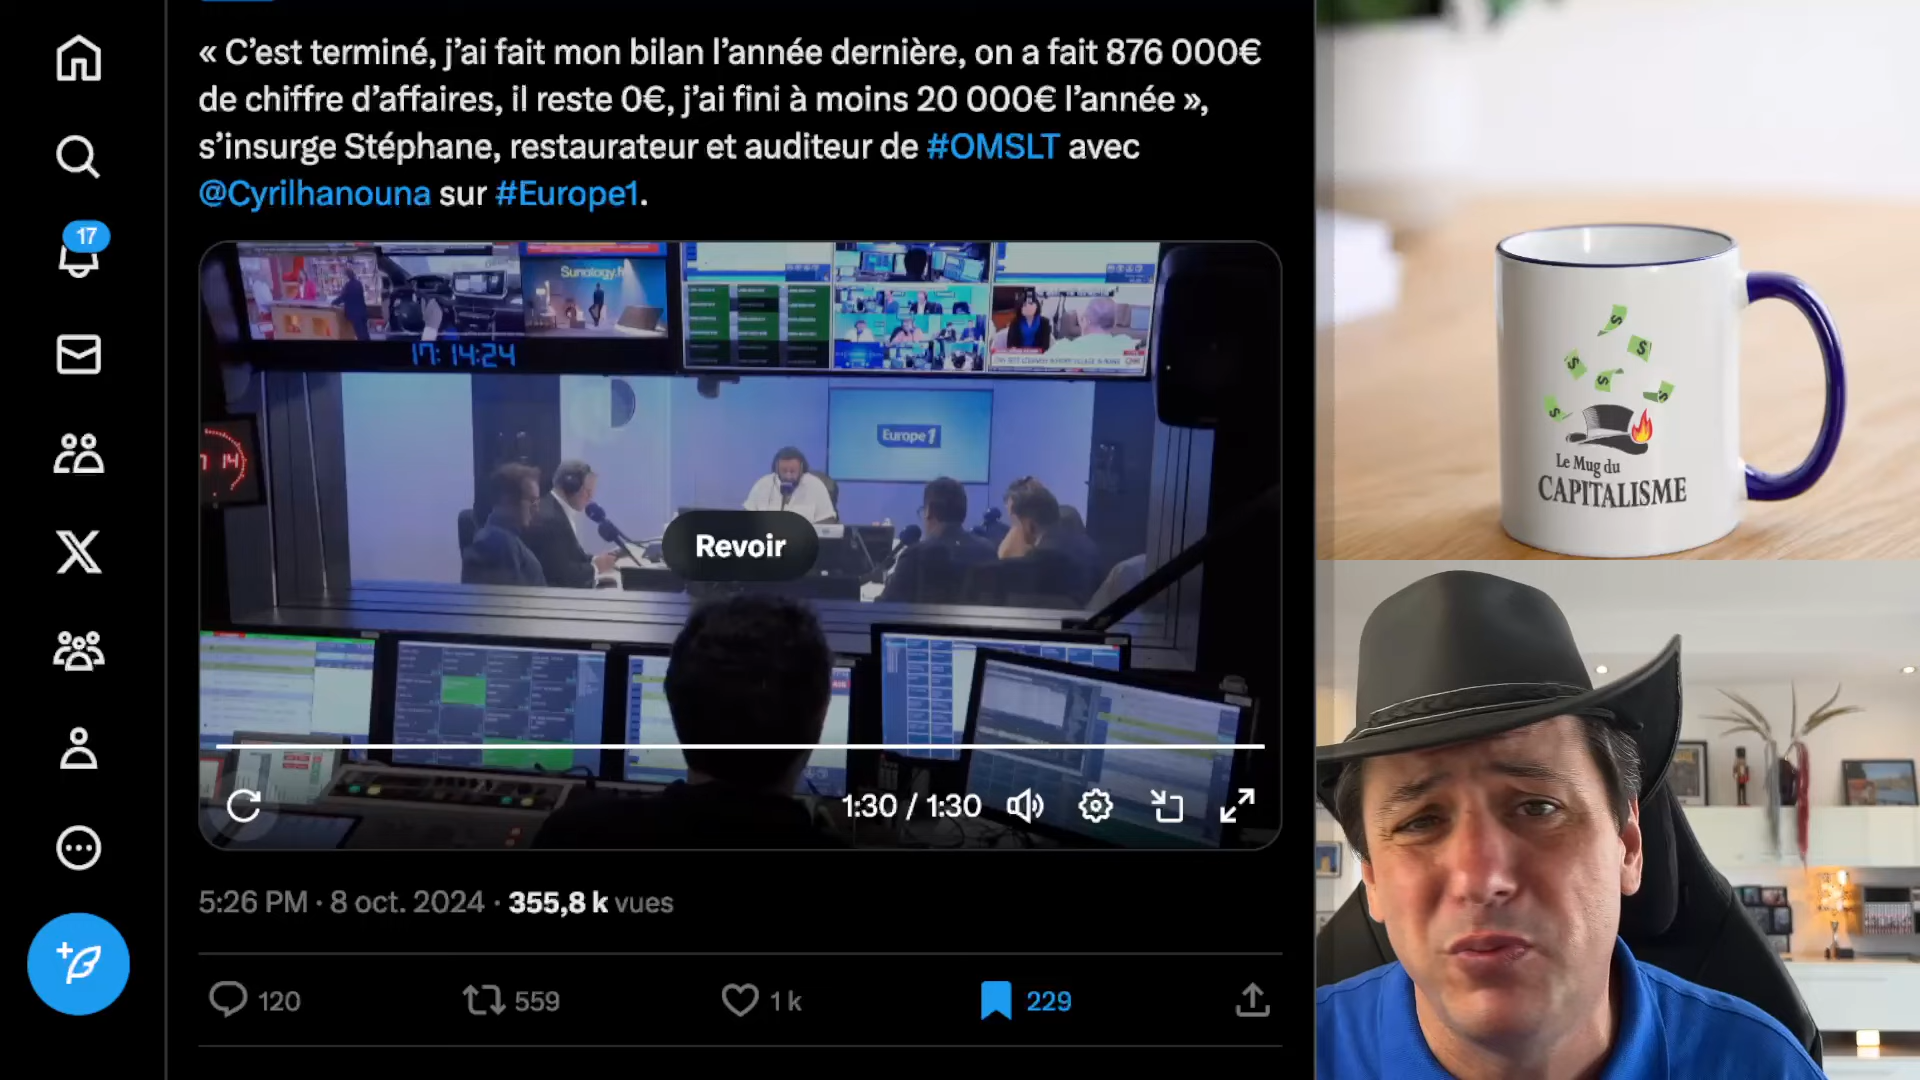 « C’est terminé, j’ai fait mon bilan l’année dernière, on a fait 876 000€
de chiffre d’affaires, il reste 0€, j’ai fini à moins 20 000€ l’année »,
s’insurge Stéphane, restaurateur et auditeur de #OMSLT avec
@Cyrilhanouna sur #Europe1.
17
17:14:24
Europe1
Revoir
1:30 / 1:30
5:26 PM · 8 oct. 2024 · 355,8 k vues
120
559
1 k
229
Le Mug du
CAPITALISME